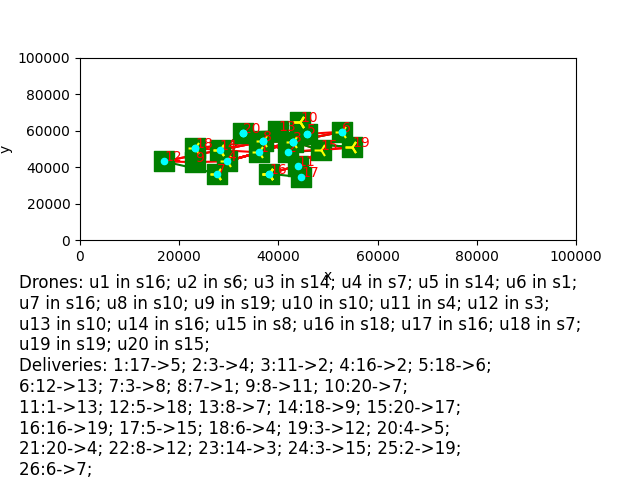 100000
80000
60000
40000
20000
0
y
0 20000 40000 60000 80000 100000
x
Drones: u1 in s16; u2 in s6; u3 in s14; u4 in s7; u5 in s14; u6 in s1;
u7 in s16; u8 in s10; u9 in s19; u10 in s10; u11 in s4; u12 in s3;
u13 in s10; u14 in s16; u15 in s8; u16 in s18; u17 in s16; u18 in s7;
u19 in s19; u20 in s15;
Deliveries: 1:17->5; 2:3->4; 3:11->2; 4:16->2; 5:18->6;
6:12->13; 7:3->8; 8:7->1; 9:8->11; 10:20->7;
11:1->13; 12:5->18; 13:8->7; 14:18->9; 15:20->17;
16:16->19; 17:5->15; 18:6->4; 19:3->12; 20:4->5;
21:20->4; 22:8->12; 23:14->3; 24:3->15; 25:2->19;
26:6->7;